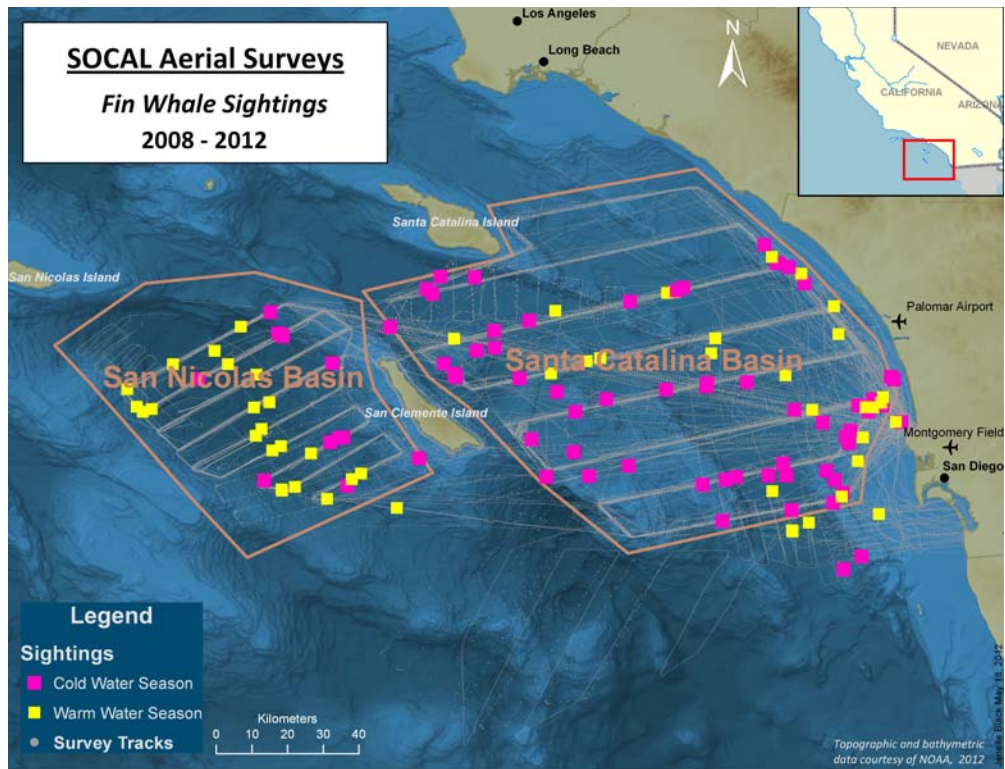 SOCAL Aerial Surveys
Fin Whale Sightings
2008 - 2012
Los Angeles
Long Beach
N
NEVADA
CALIFORNIA
ARIZONA
Santa Catalina Island
San Nicolas Island
Palomar Airport
Santa Catalina Basin
San Nicolas Basin
San Clemente Island
Montgomery Field
San Diego
Legend
Sightings
Cold Water Season
Warm Water Season
Survey Tracks
Kilometers
0 10 20 40
Topographic and bathymetric
data courtesy of NOAA, 2012
May 16, 2012